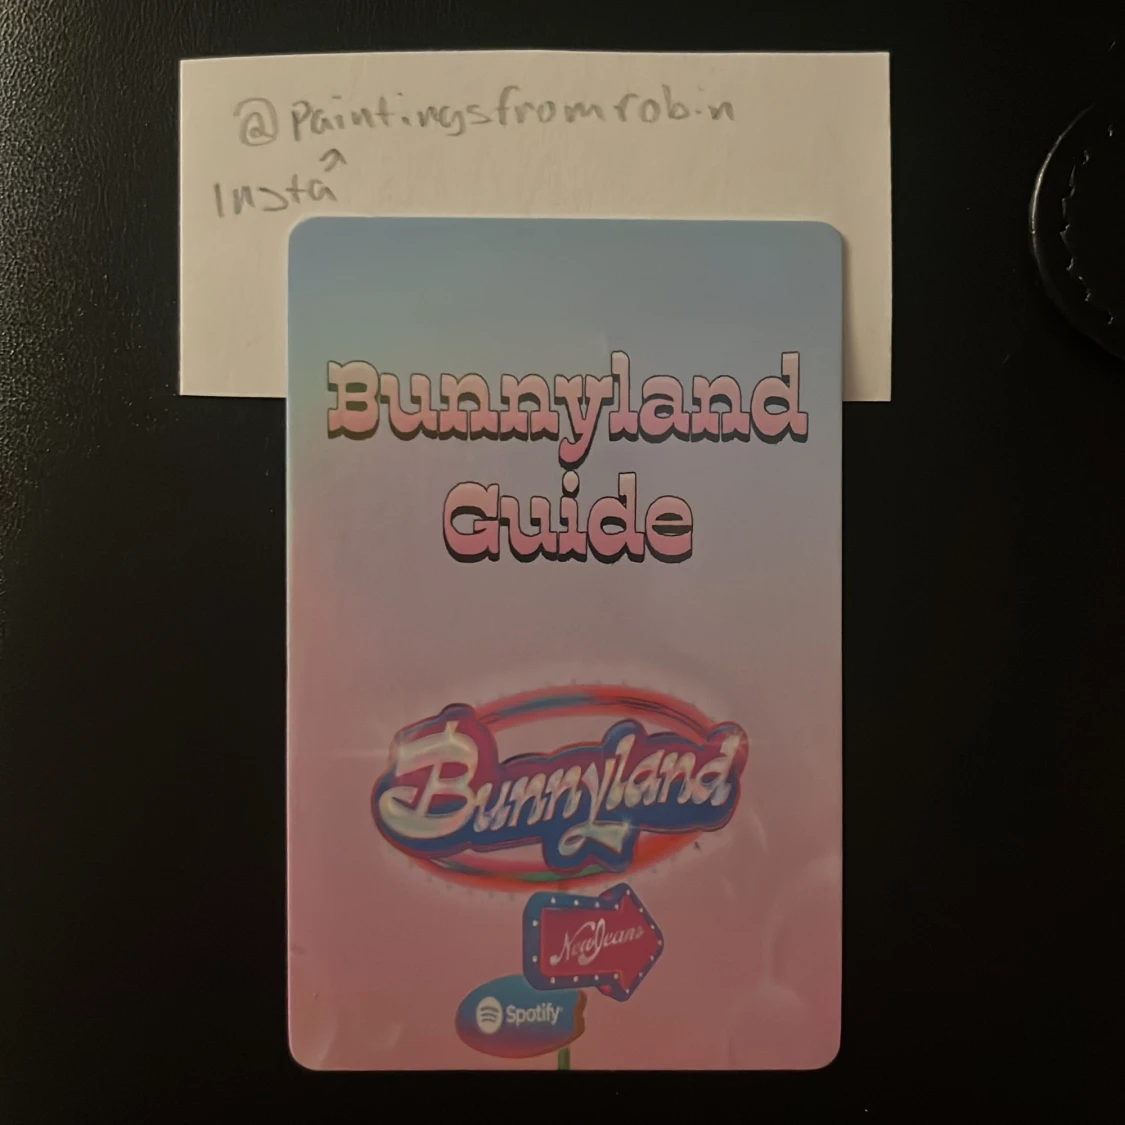 @paintingsfromrobin
Insta
Bunnyland
Guide
Bunnyland
NewJeans
Spotify